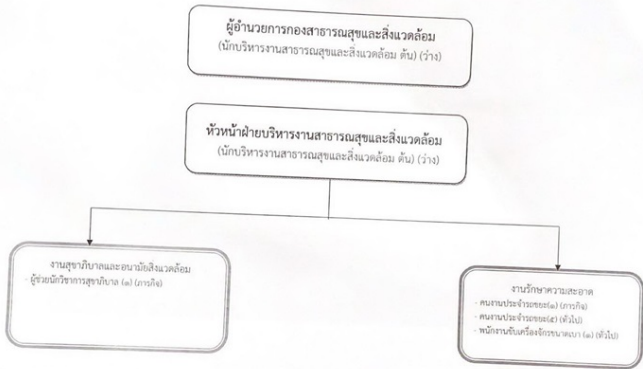 ผู้อำนวยการกองสาธารณสุขและสิ่งแวดล้อม
(นักบริหารงานสาธารณสุขและสิ่งแวดล้อม ต้น) (ว่าง)
หัวหน้าฝ่ายบริหารงานสาธารณสุขและสิ่งแวดล้อม
(นักบริหารงานสาธารณสุขและสิ่งแวดล้อม ต้น) (ว่าง)
งานสุขาภิบาลและอนามัยสิ่งแวดล้อม
- ผู้ช่วยนักวิชาการสุขาภิบาล (๑) (ภารกิจ)
งานรักษาความสะอาด
- คนงานประจำรถขยะ(๑) (ภารกิจ)
- คนงานประจำรถขยะ(๕) (ทั่วไป)
- พนักงานขับเครื่องจักรขนาดเบา (๑) (ทั่วไป)